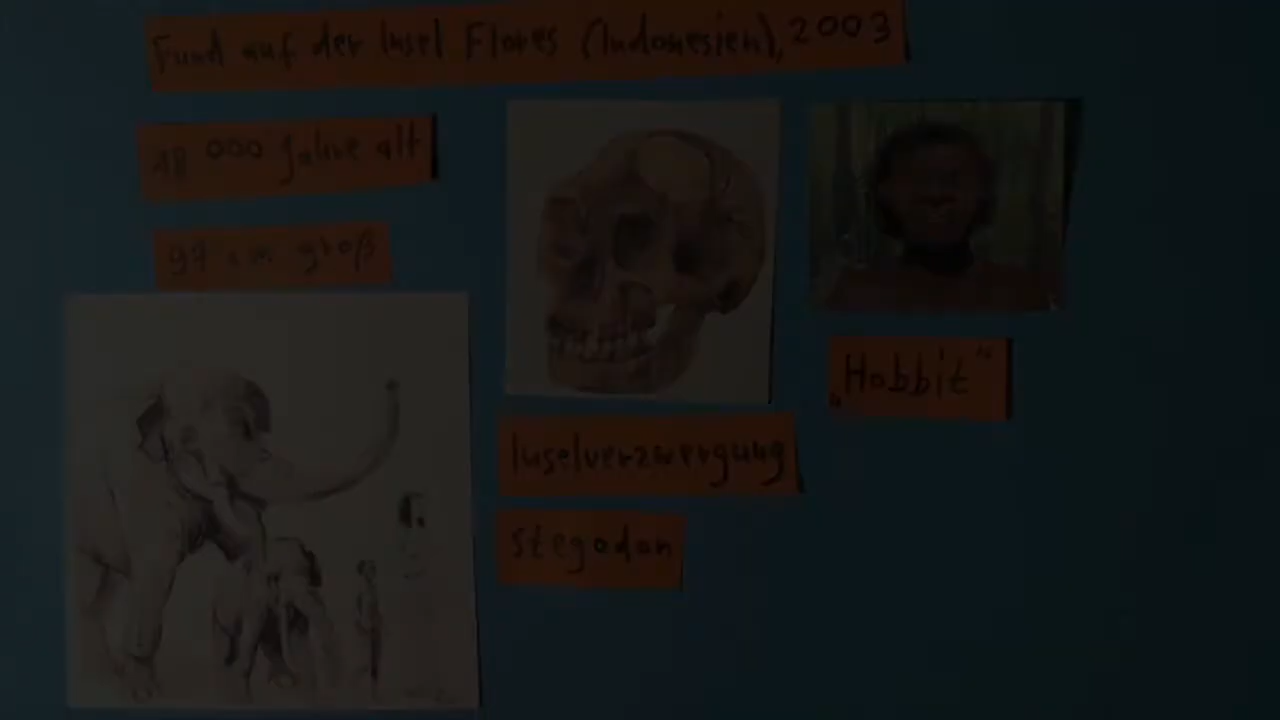 Fund auf der Insel Flores (Indonesien), 2003
18 000 Jahre alt
99 cm groß
„Hobbit“
Inselverzwergung
Stegodon